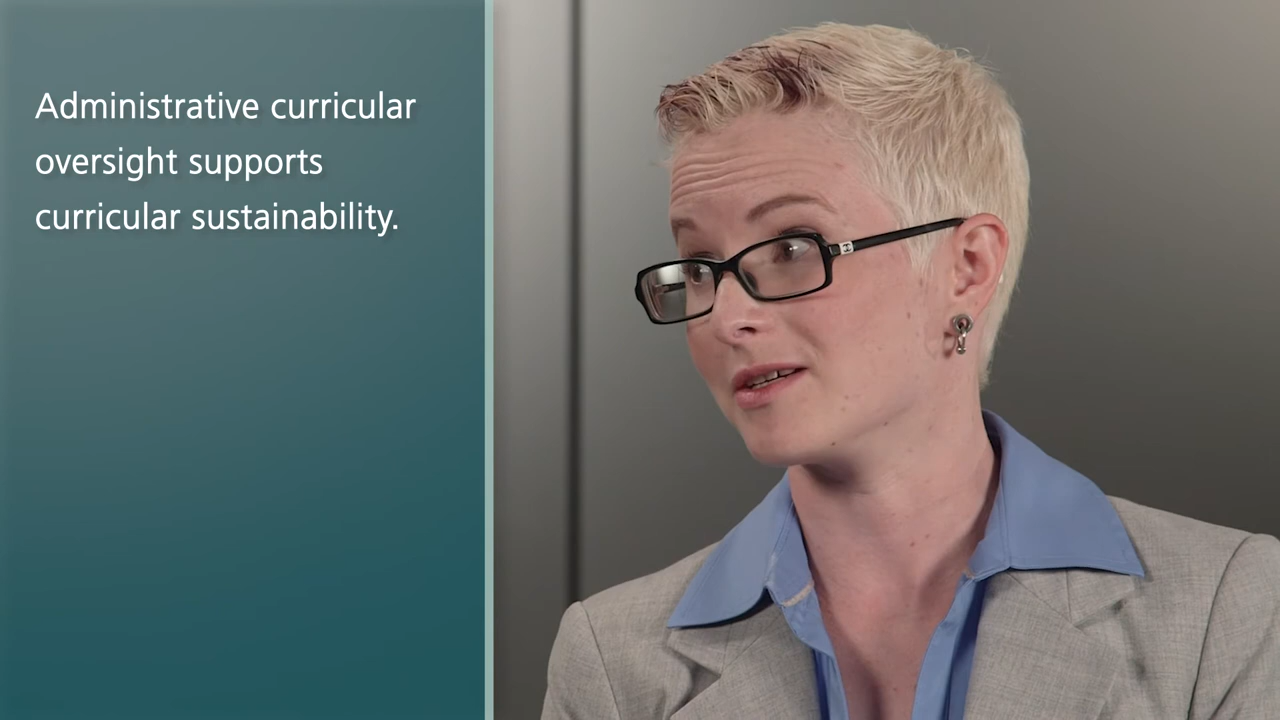 Administrative curricular
oversight supports
curricular sustainability.